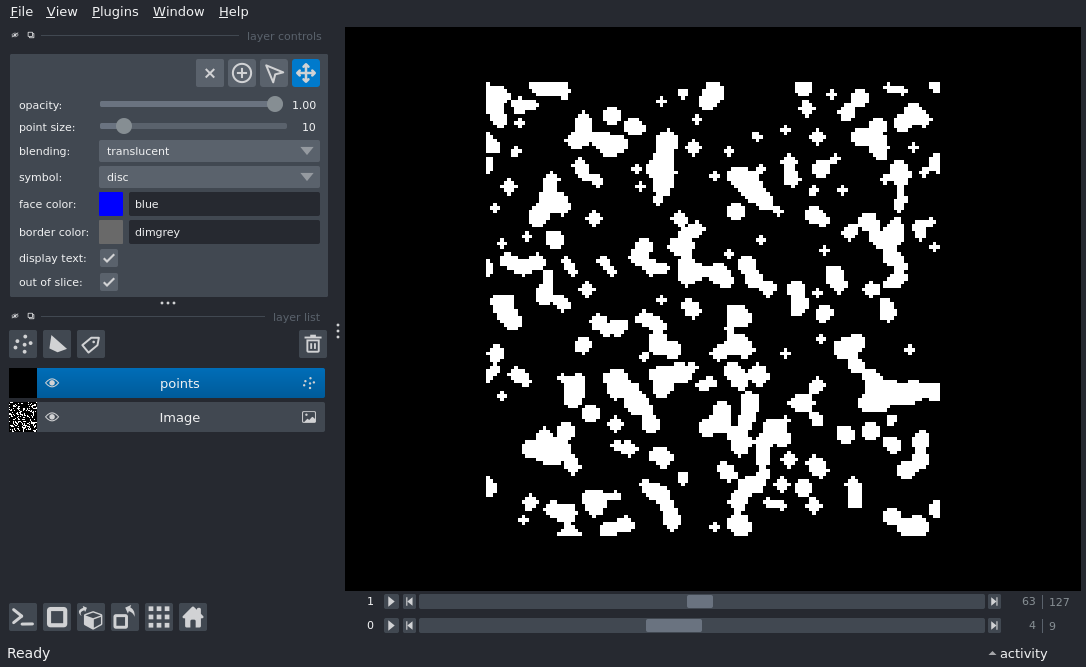 File View Plugins Window Help
layer controls
opacity: 1.00
point size: 10
blending: translucent
symbol: disc
face color: blue
border color: dimgrey
display text:
out of slice:
layer list
points
Image
1 63 127
0 4 9
Ready activity